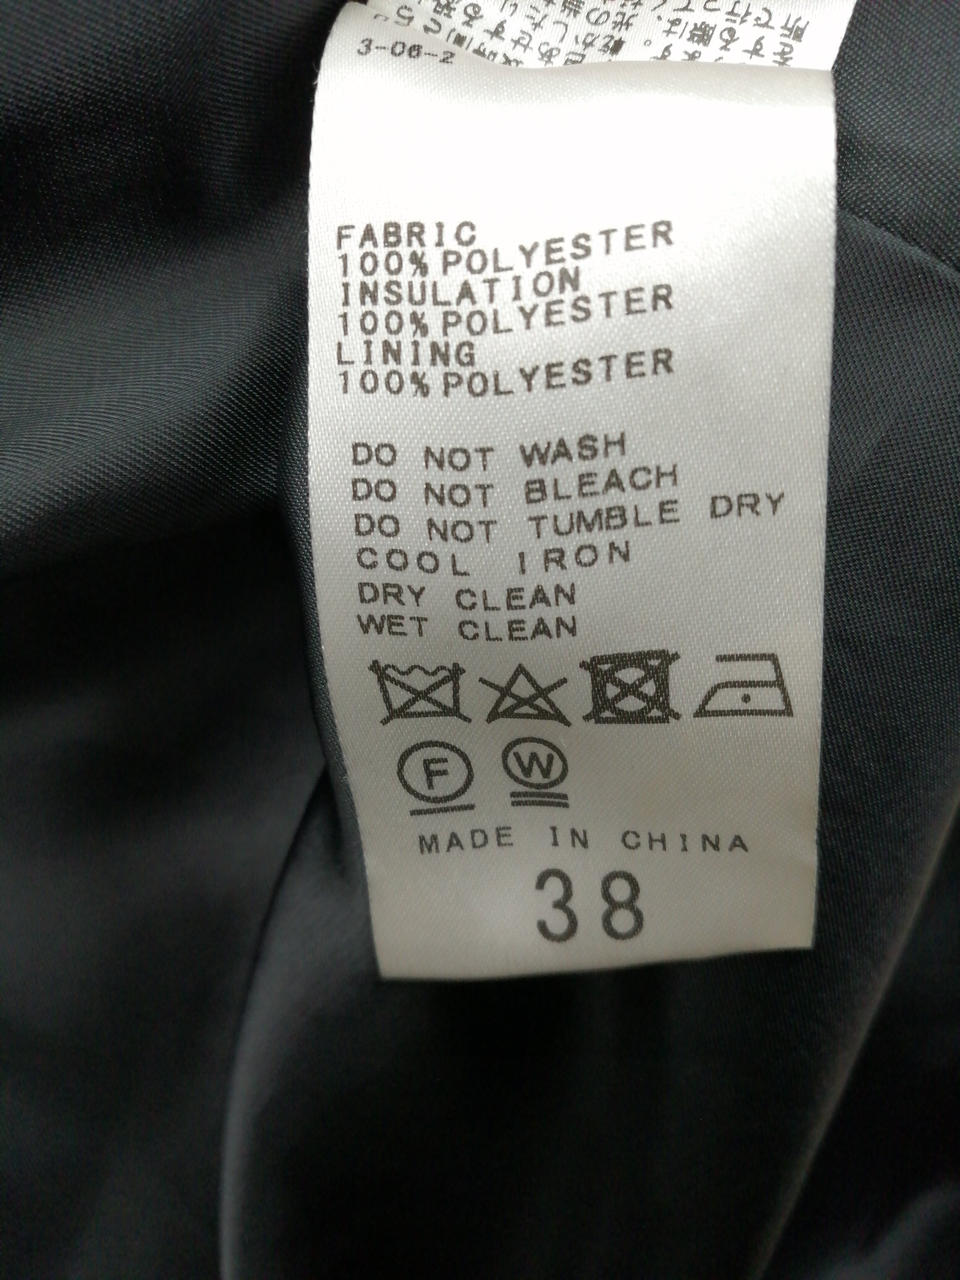 3-06-2
FABRIC
100% POLYESTER
INSULATION
100% POLYESTER
LINING
100% POLYESTER
DO NOT WASH
DO NOT BLEACH
DO NOT TUMBLE DRY
COOL IRON
DRY CLEAN
WET CLEAN
F W
MADE IN CHINA
38